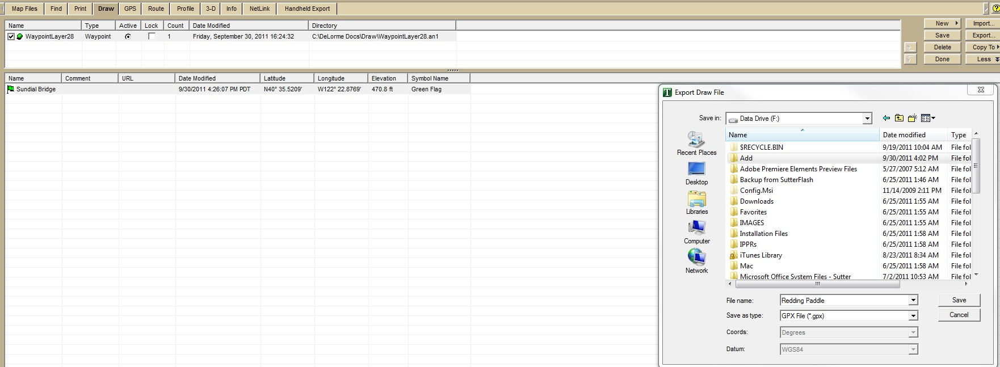 Map Files Find Print Draw GPS Route Profile 3-D Info NetLink Handheld Export
Name Type Active Lock Count Date Modified Directory
WaypointLayer28 Waypoint 1 Friday, September 30, 2011 16:24:32 C:\DeLorme Docs\Draw\WaypointLayer28.an1
New Import...
Save Export...
Delete Copy To
Done Less
Name Comment URL Date Modified Latitude Longitude Elevation Symbol Name
Sundial Bridge 9/30/2011 4:26:07 PM PDT N40° 35.5209' W122° 22.8769' 470.8 ft Green Flag
Export Draw File
Save in: Data Drive (F:)
Name Date modified Type
$RECYCLE.BIN 9/19/2011 10:04 AM File fol
Add 9/30/2011 4:02 PM File fol
Adobe Premiere Elements Preview Files 5/27/2007 5:12 AM File fol
Backup from SutterFlash 6/25/2011 1:46 AM File fol
Config.Msi 11/14/2009 2:11 PM File fol
Downloads 6/25/2011 1:55 AM File fol
Favorites 6/25/2011 1:55 AM File fol
IMAGES 6/25/2011 1:55 AM File fol
Installation Files 6/25/2011 1:58 AM File fol
IPPRs 6/25/2011 1:58 AM File fol
iTunes Library 8/23/2011 8:34 AM File fol
Mac 6/25/2011 1:58 AM File fol
Microsoft Office System Files - Sutter 7/2/2011 10:53 AM File fol
Recent Places
Desktop
Libraries
Computer
Network
File name: Redding Paddle Save
Save as type: GPX File (*.gpx) Cancel
Coords: Degrees
Datum: WGS84